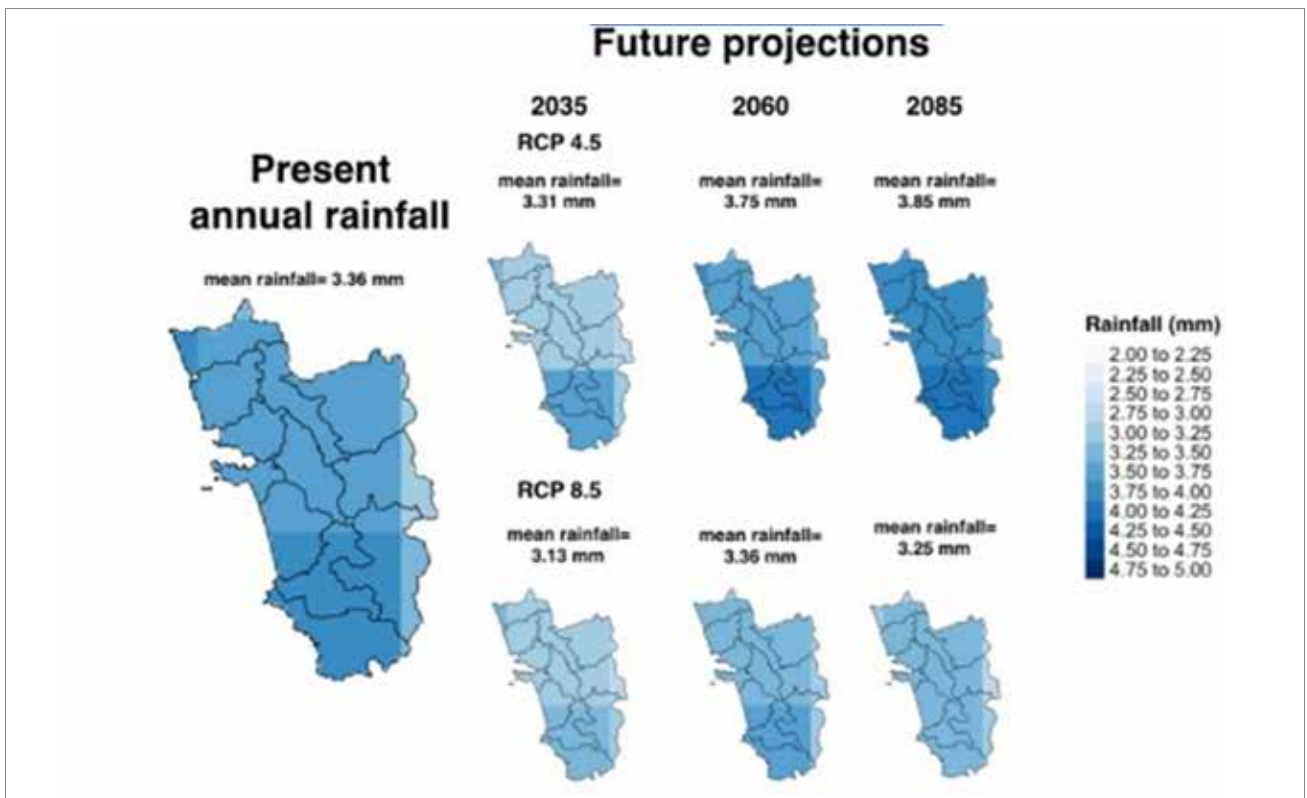 Future projections
2035
2060
2085
RCP 4.5
Present
annual rainfall
mean rainfall=
3.31 mm
mean rainfall=
3.75 mm
mean rainfall=
3.85 mm
mean rainfall= 3.36 mm
Rainfall (mm)
2.00 to 2.25
2.25 to 2.50
2.50 to 2.75
2.75 to 3.00
3.00 to 3.25
3.25 to 3.50
3.50 to 3.75
3.75 to 4.00
4.00 to 4.25
4.25 to 4.50
4.50 to 4.75
4.75 to 5.00
RCP 8.5
mean rainfall=
3.13 mm
mean rainfall=
3.36 mm
mean rainfall=
3.25 mm